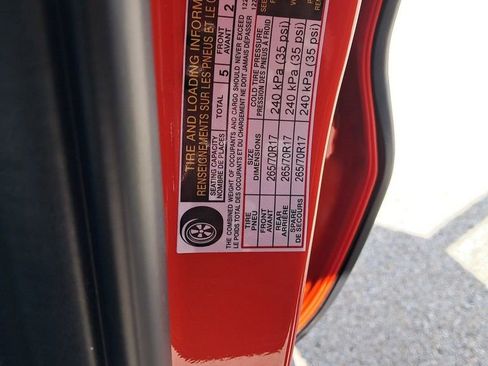 TIRE AND LOADING INFORM
RENSEIGNEMENTS SUR LES PNEUS ET LE C
SEATING CAPACITY
NOMBRE DE PLACES
TOTAL 5 FRONT
AVANT 2
THE COMBINED WEIGHT OF OCCUPANTS AND CARGO SHOULD NEVER EXCEED
LE POIDS TOTAL DES OCCUPANTS ET DU CHARGEMENT NE DOIT JAMAIS DÉPASSER
TIRE
PNEU
SIZE
DIMENSIONS
COLD TIRE PRESSURE
PRESSION DES PNEUS A FROID
FRONT
AVANT
265/70R17
240 kPa (35 psi)
REAR
ARRIÈRE
265/70R17
240 kPa (35 psi)
SPARE
DE SECOURS
265/70R17
240 kPa (35 psi)